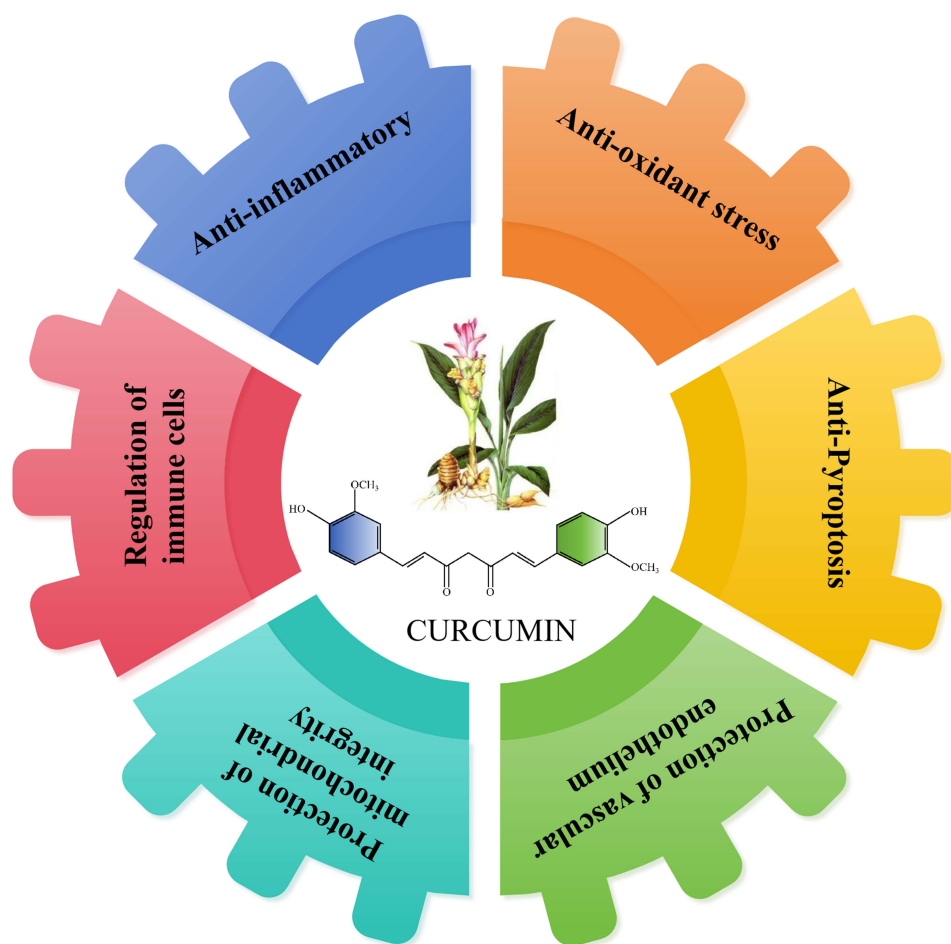 Anti-inflammatory
Anti-oxidant stress
Anti-Pyroptosis
Protection of vascular
endothelium
Protection of
mitochondrial
integrity
Regulation of
immune cells
OCH₃
HO
O
O
OH
OCH₃
CURCUMIN